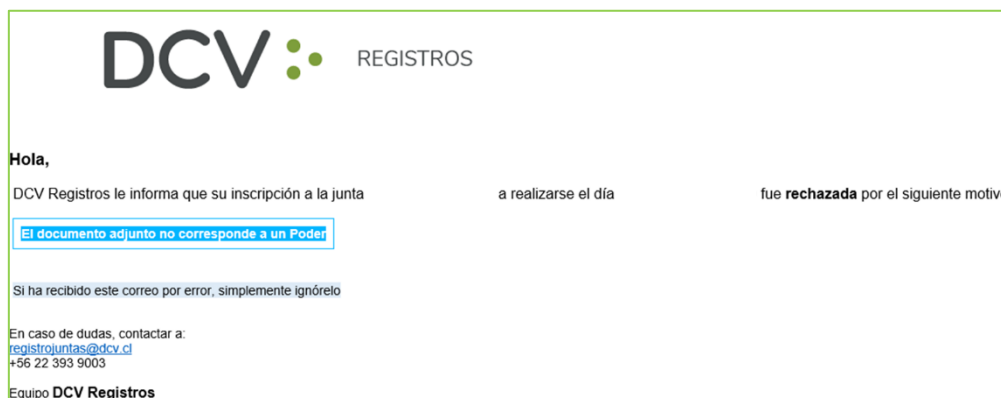 DCV REGISTROS
Hola,
DCV Registros le informa que su inscripción a la junta a realizarse el día fue rechazada por el siguiente motiv
El documento adjunto no corresponde a un Poder
Si ha recibido este correo por error, simplemente ignórelo
En caso de dudas, contactar a:
registrojuntas@dcv.cl
+56 22 393 9003
Equipo DCV Registros